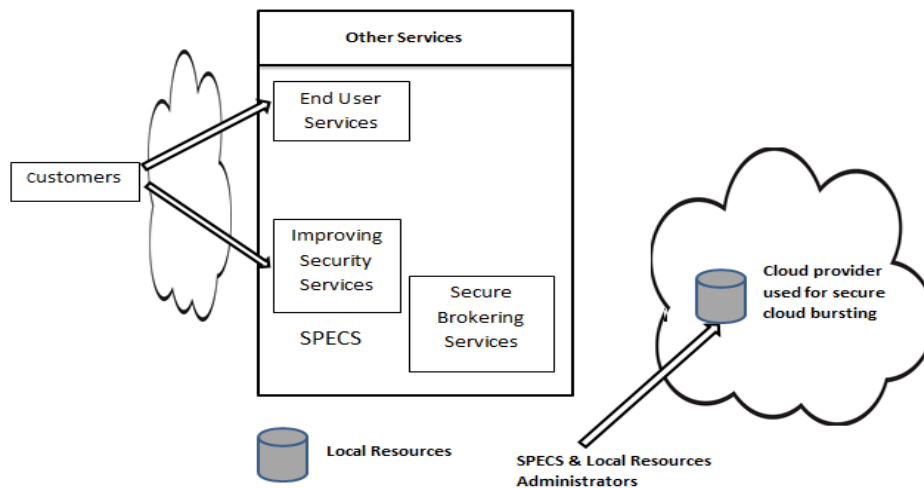 Other Services
End User
Services
Customers
Improving
Security
Services
Secure
Brokering
Services
SPECS
Cloud provider
used for secure
cloud bursting
Local Resources
SPECS & Local Resources
Administrators